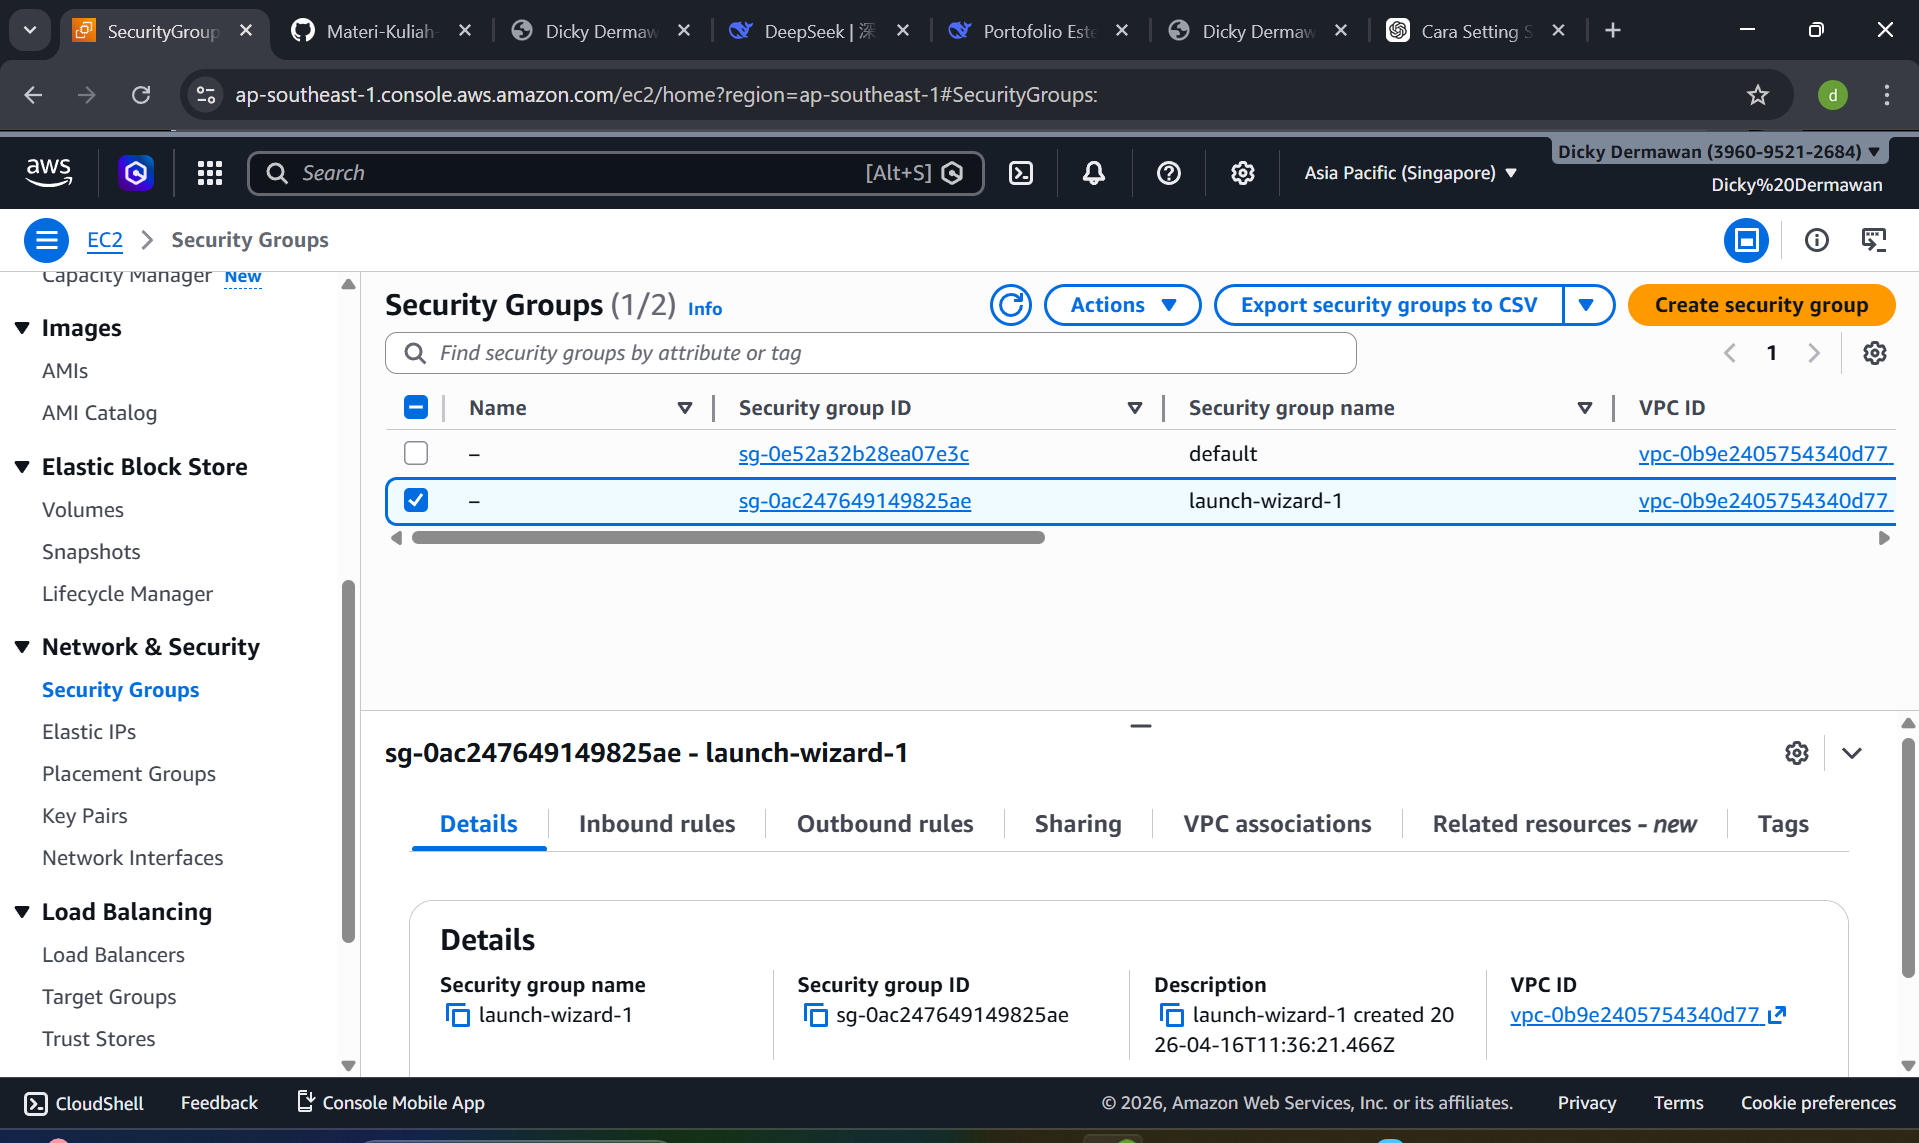 SecurityGroup
Materi-Kuliah-
Dicky Dermaw
DeepSeek | 深
Portofolio Este
Dicky Dermaw
Cara Setting S
ap-southeast-1.console.aws.amazon.com/ec2/home?region=ap-southeast-1#SecurityGroups:
d
aws
Search
[Alt+S]
Asia Pacific (Singapore)
Dicky Dermawan (3960-9521-2684)
Dicky%20Dermawan
EC2
Security Groups
Capacity Manager New
Images
AMIs
AMI Catalog
Elastic Block Store
Volumes
Snapshots
Lifecycle Manager
Network & Security
Security Groups
Elastic IPs
Placement Groups
Key Pairs
Network Interfaces
Load Balancing
Load Balancers
Target Groups
Trust Stores
Security Groups (1/2) Info
Actions
Export security groups to CSV
Create security group
Find security groups by attribute or tag
1
Name Security group ID Security group name VPC ID
– sg-0e52a32b28ea07e3c default vpc-0b9e2405754340d77
– sg-0ac247649149825ae launch-wizard-1 vpc-0b9e2405754340d77
sg-0ac247649149825ae - launch-wizard-1
Details Inbound rules Outbound rules Sharing VPC associations Related resources - new Tags
Details
Security group name
launch-wizard-1
Security group ID
sg-0ac247649149825ae
Description
launch-wizard-1 created 20
26-04-16T11:36:21.466Z
VPC ID
vpc-0b9e2405754340d77
CloudShell Feedback Console Mobile App © 2026, Amazon Web Services, Inc. or its affiliates. Privacy Terms Cookie preferences